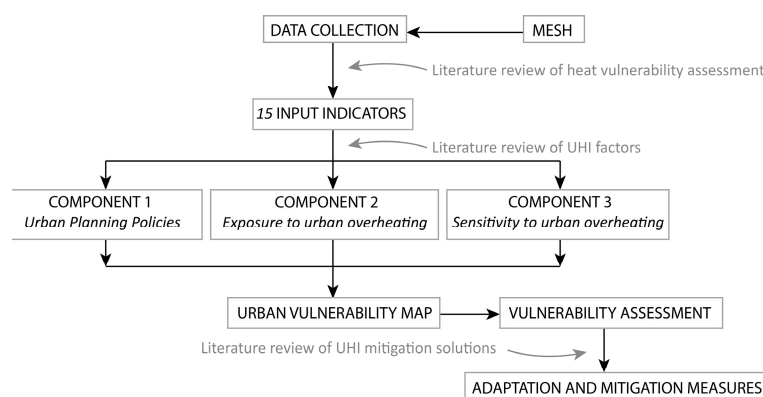 DATA COLLECTION
MESH
Literature review of heat vulnerability assessment
15 INPUT INDICATORS
Literature review of UHI factors
COMPONENT 1
Urban Planning Policies
COMPONENT 2
Exposure to urban overheating
COMPONENT 3
Sensitivity to urban overheating
URBAN VULNERABILITY MAP
VULNERABILITY ASSESSMENT
Literature review of UHI mitigation solutions
ADAPTATION AND MITIGATION MEASURES